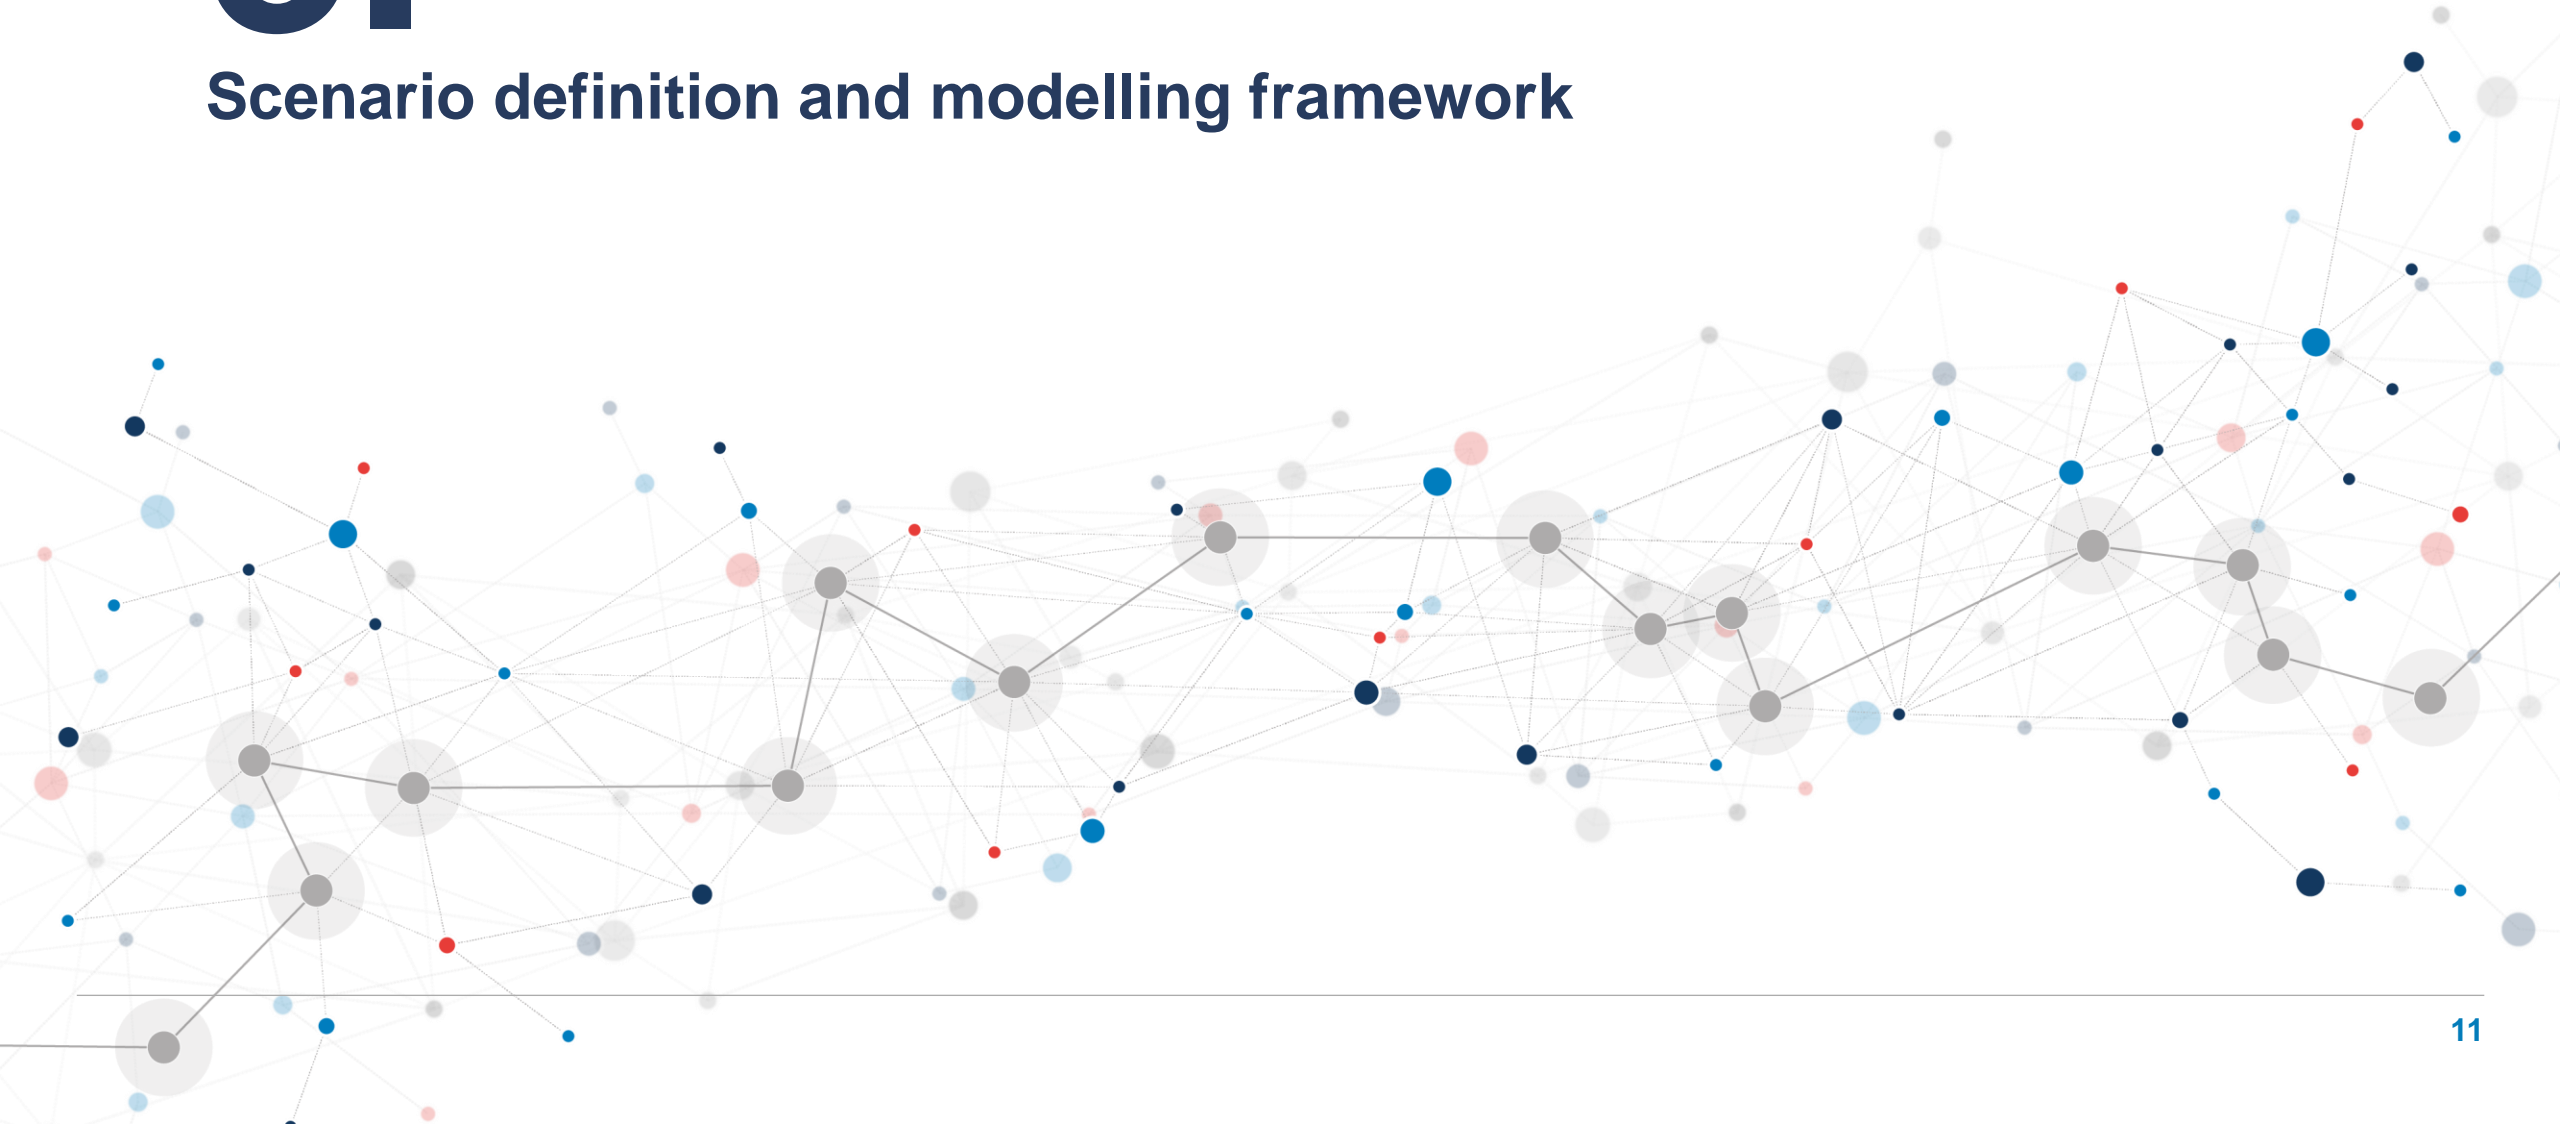 Scenario definition and modelling framework
11